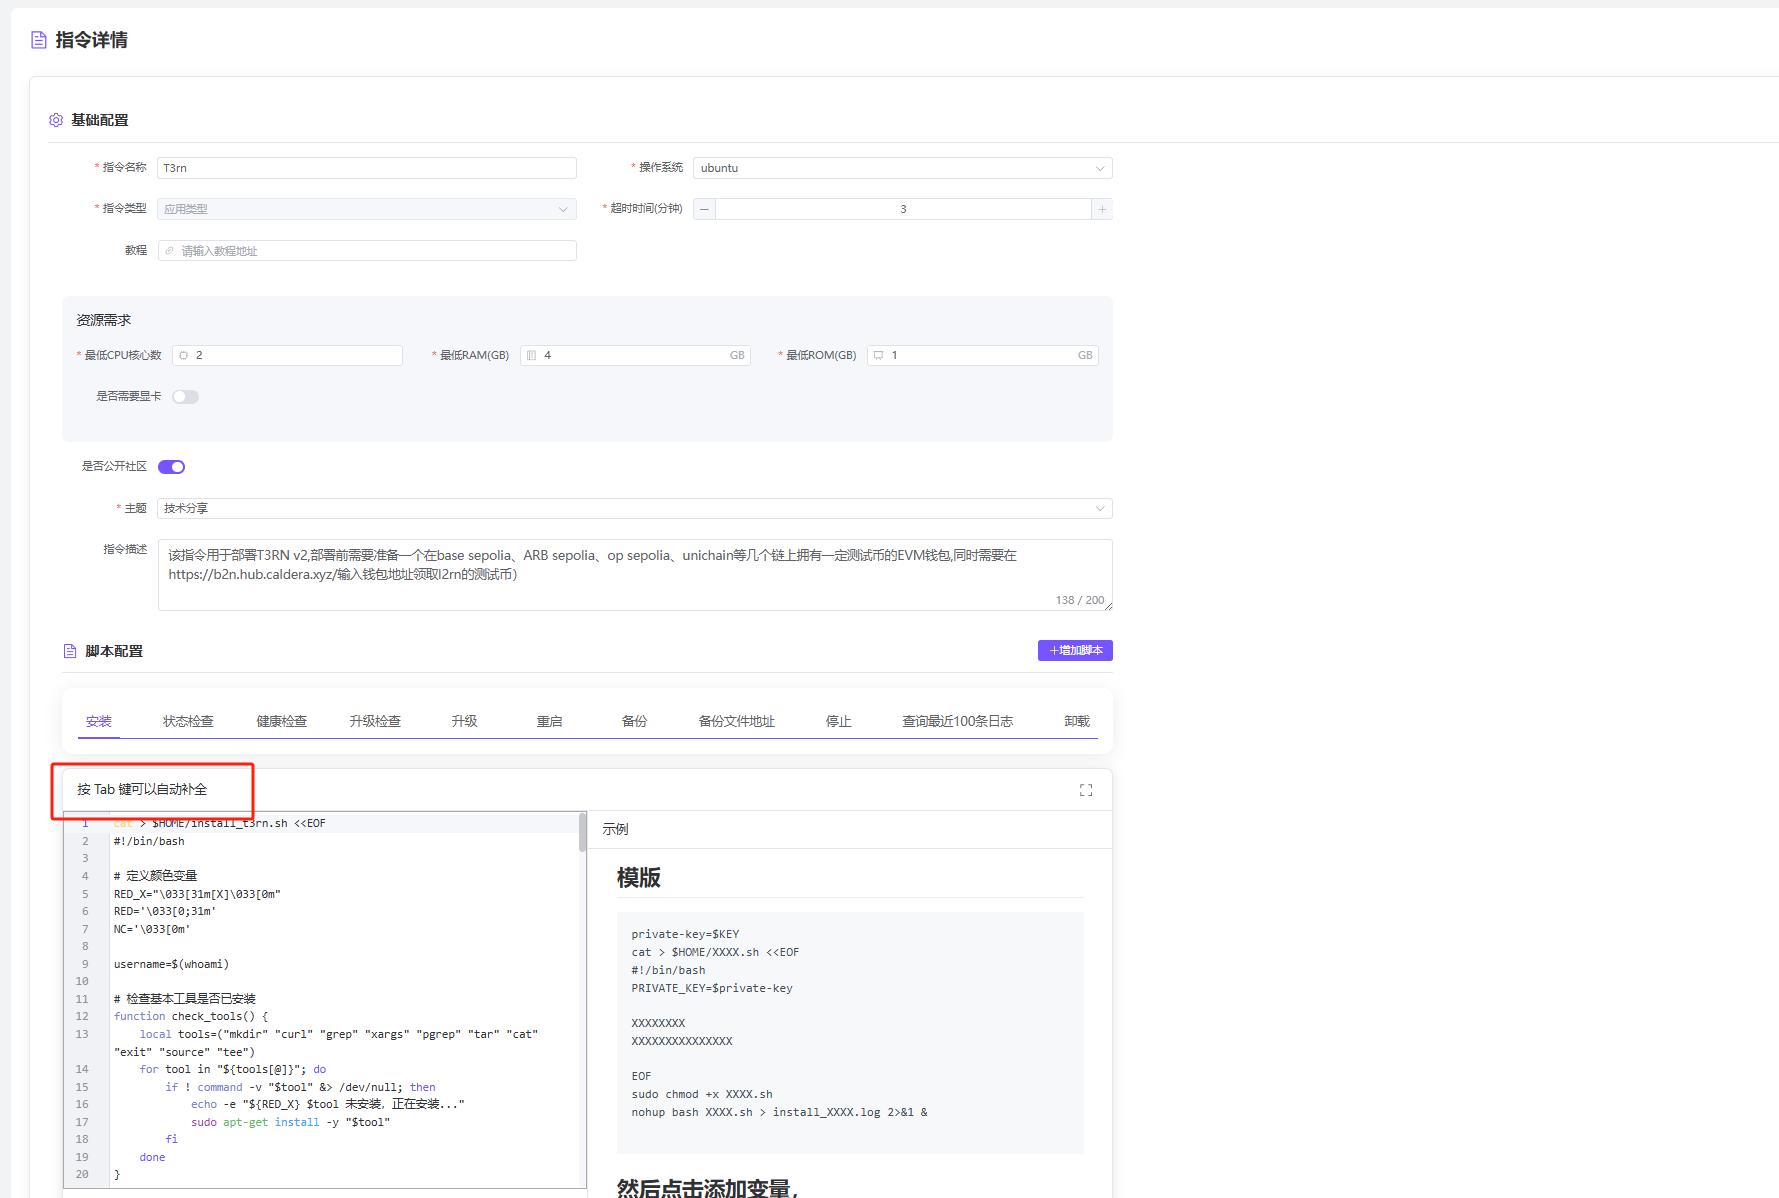 指令详情
基础配置
* 指令名称 T3rn * 操作系统 ubuntu
* 指令类型 应用类型 * 超时时间(分钟) 3
教程 请输入教程地址
资源需求
* 最低CPU核心数 2 * 最低RAM(GB) 4 GB * 最低ROM(GB) 1 GB
是否需要显卡
是否公开社区
* 主题 技术分享
指令描述 该指令用于部署T3RN v2,部署前需要准备一个在base sepolia、ARB sepolia、op sepolia、unichain等几个链上拥有一定测试币的EVM钱包,同时需要在
https://b2n.hub.caldera.xyz/输入钱包地址领取l2rn的测试币）
138 / 200
脚本配置 +增加脚本
安装 状态检查 健康检查 升级检查 升级 重启 备份 备份文件地址 停止 查询最近100条日志 卸载
按 Tab 键可以自动补全
1 cat > $HOME/install_t3rn.sh <<EOF
2 #!/bin/bash
3
4 # 定义颜色变量
5 RED_X="\033[31m[X]\033[0m"
6 RED='\033[0;31m'
7 NC='\033[0m'
8
9 username=$(whoami)
10
11 # 检查基本工具是否已安装
12 function check_tools() {
13 local tools=("mkdir" "curl" "grep" "xargs" "pgrep" "tar" "cat"
"exit" "source" "tee")
14 for tool in "${tools[@]}"; do
15 if ! command -v "$tool" &> /dev/null; then
16 echo -e "${RED_X} $tool 未安装，正在安装..."
17 sudo apt-get install -y "$tool"
18 fi
19 done
20 }
示例
模版
private-key=$KEY
cat > $HOME/XXXX.sh <<EOF
#!/bin/bash
PRIVATE_KEY=$private-key
XXXXXXXX
XXXXXXXXXXXXXXX
EOF
sudo chmod +x XXXX.sh
nohup bash XXXX.sh > install_XXXX.log 2>&1 &
然后点击添加变量，